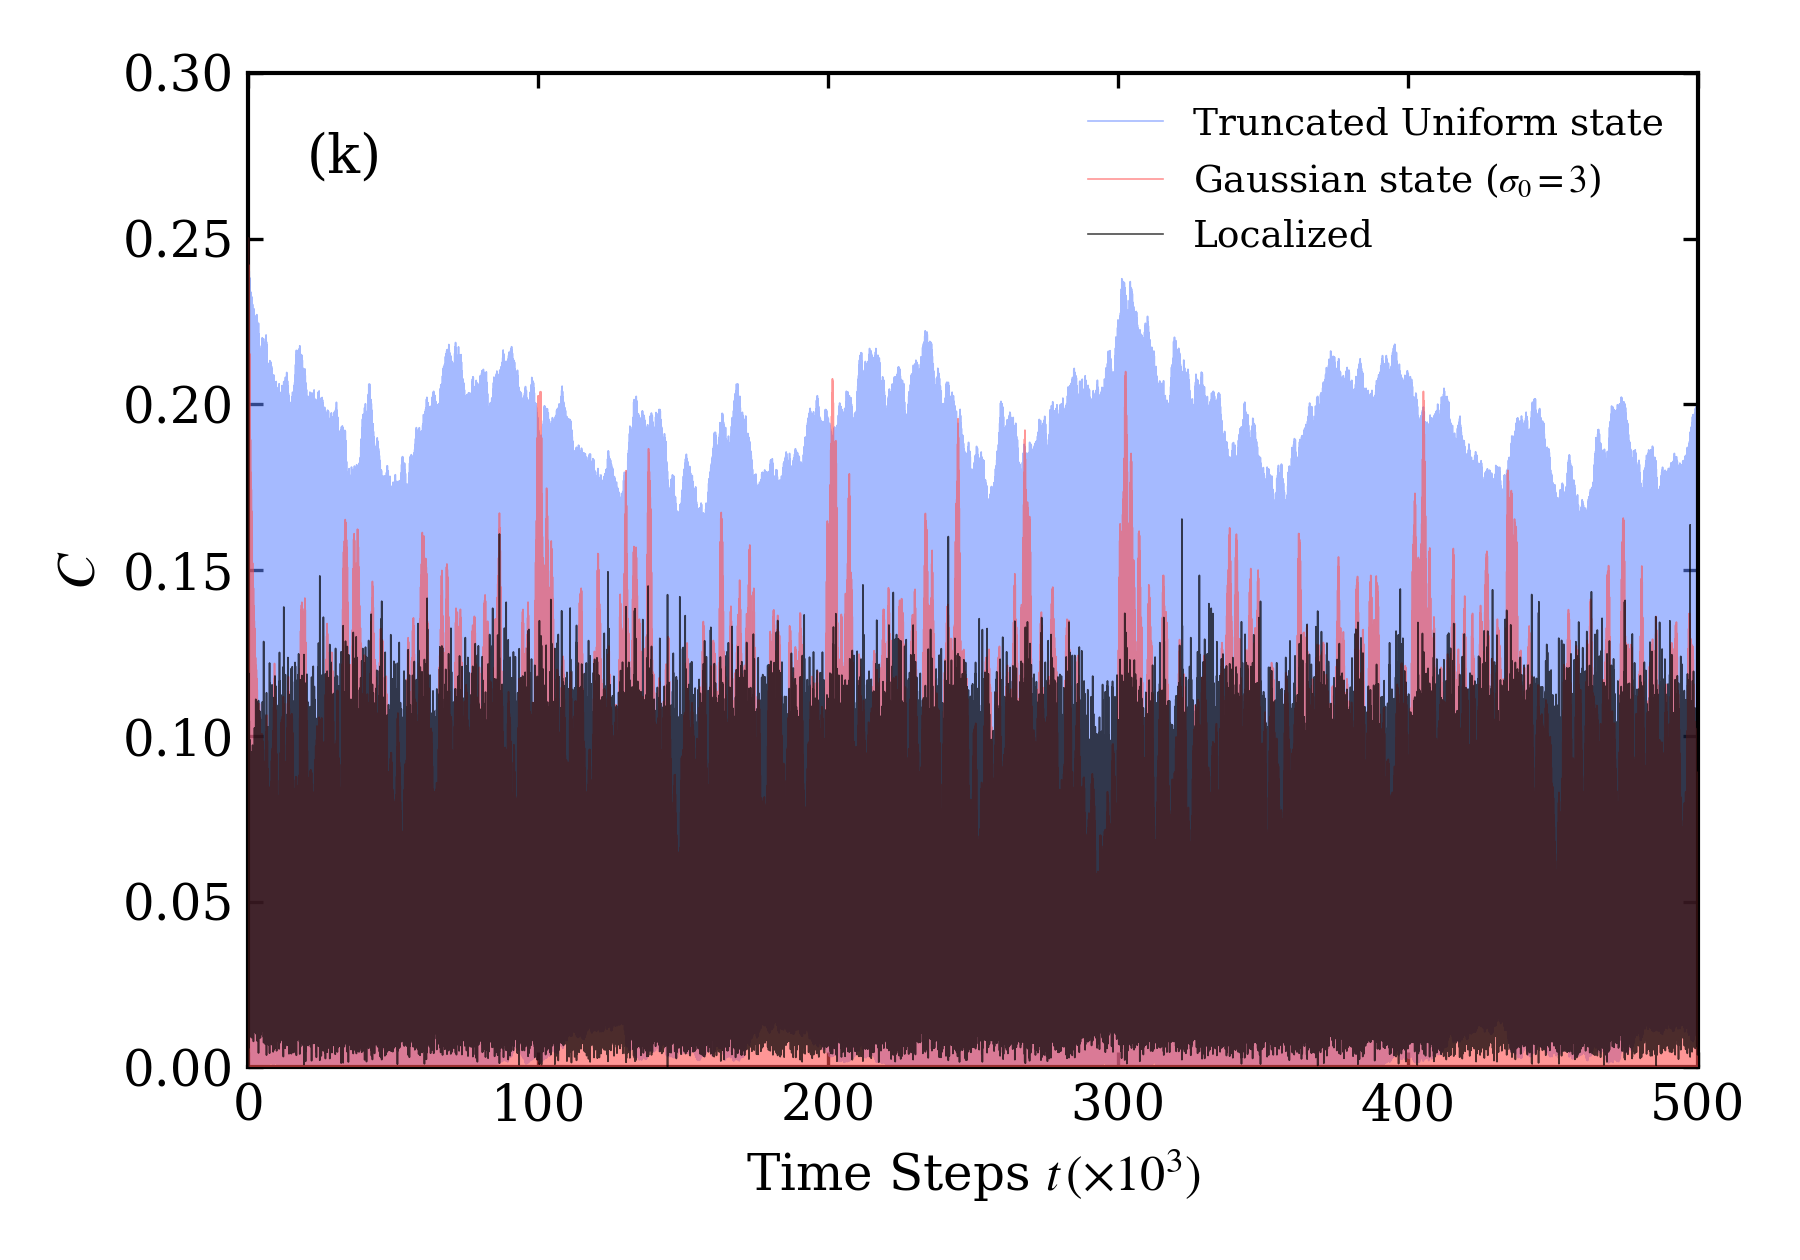 0.30
(k)
Truncated Uniform state
Gaussian state (σ₀ = 3)
Localized
0.25
0.20
0.15
0.10
0.05
0.00
C
0 100 200 300 400 500
Time Steps t(×10³)